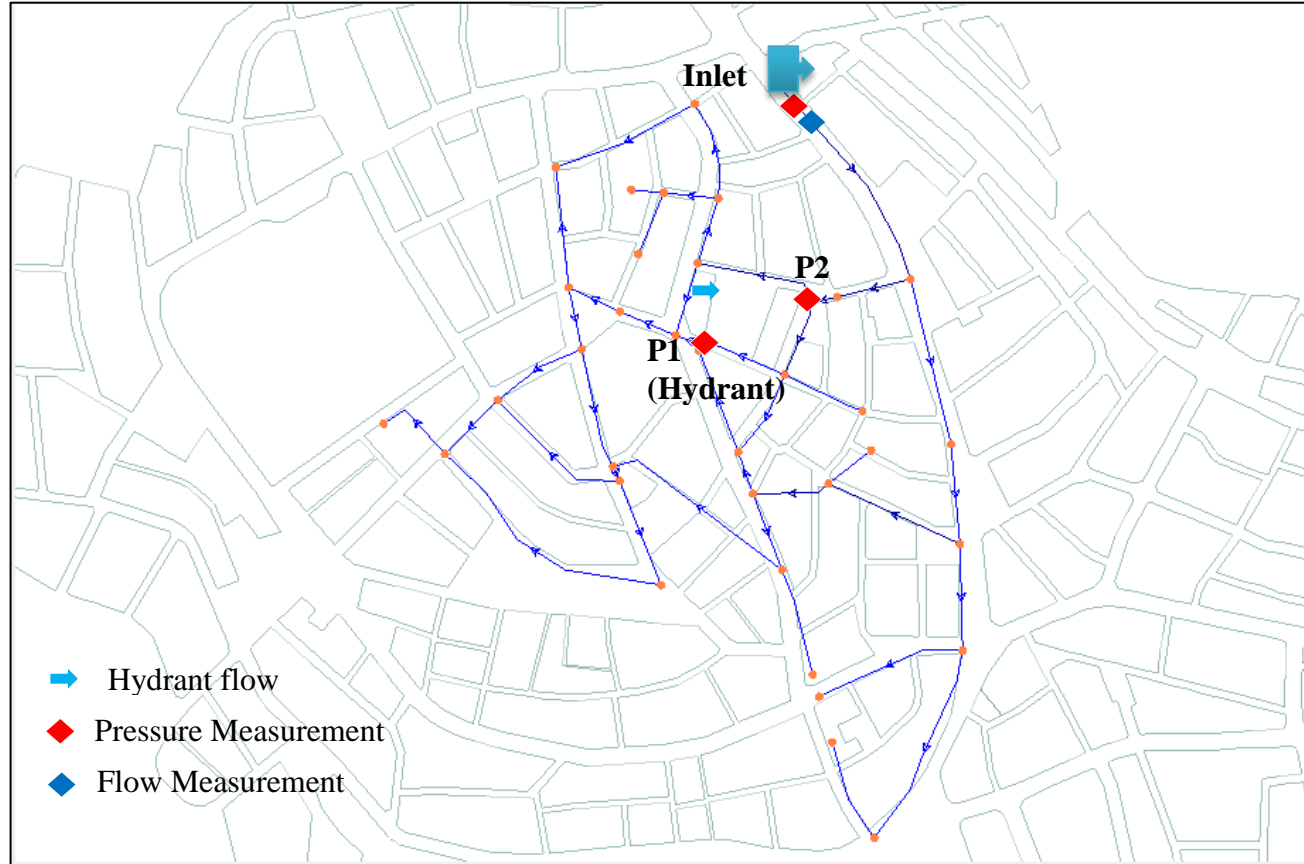 Inlet
P2
P1
(Hydrant)
Hydrant flow
Pressure Measurement
Flow Measurement